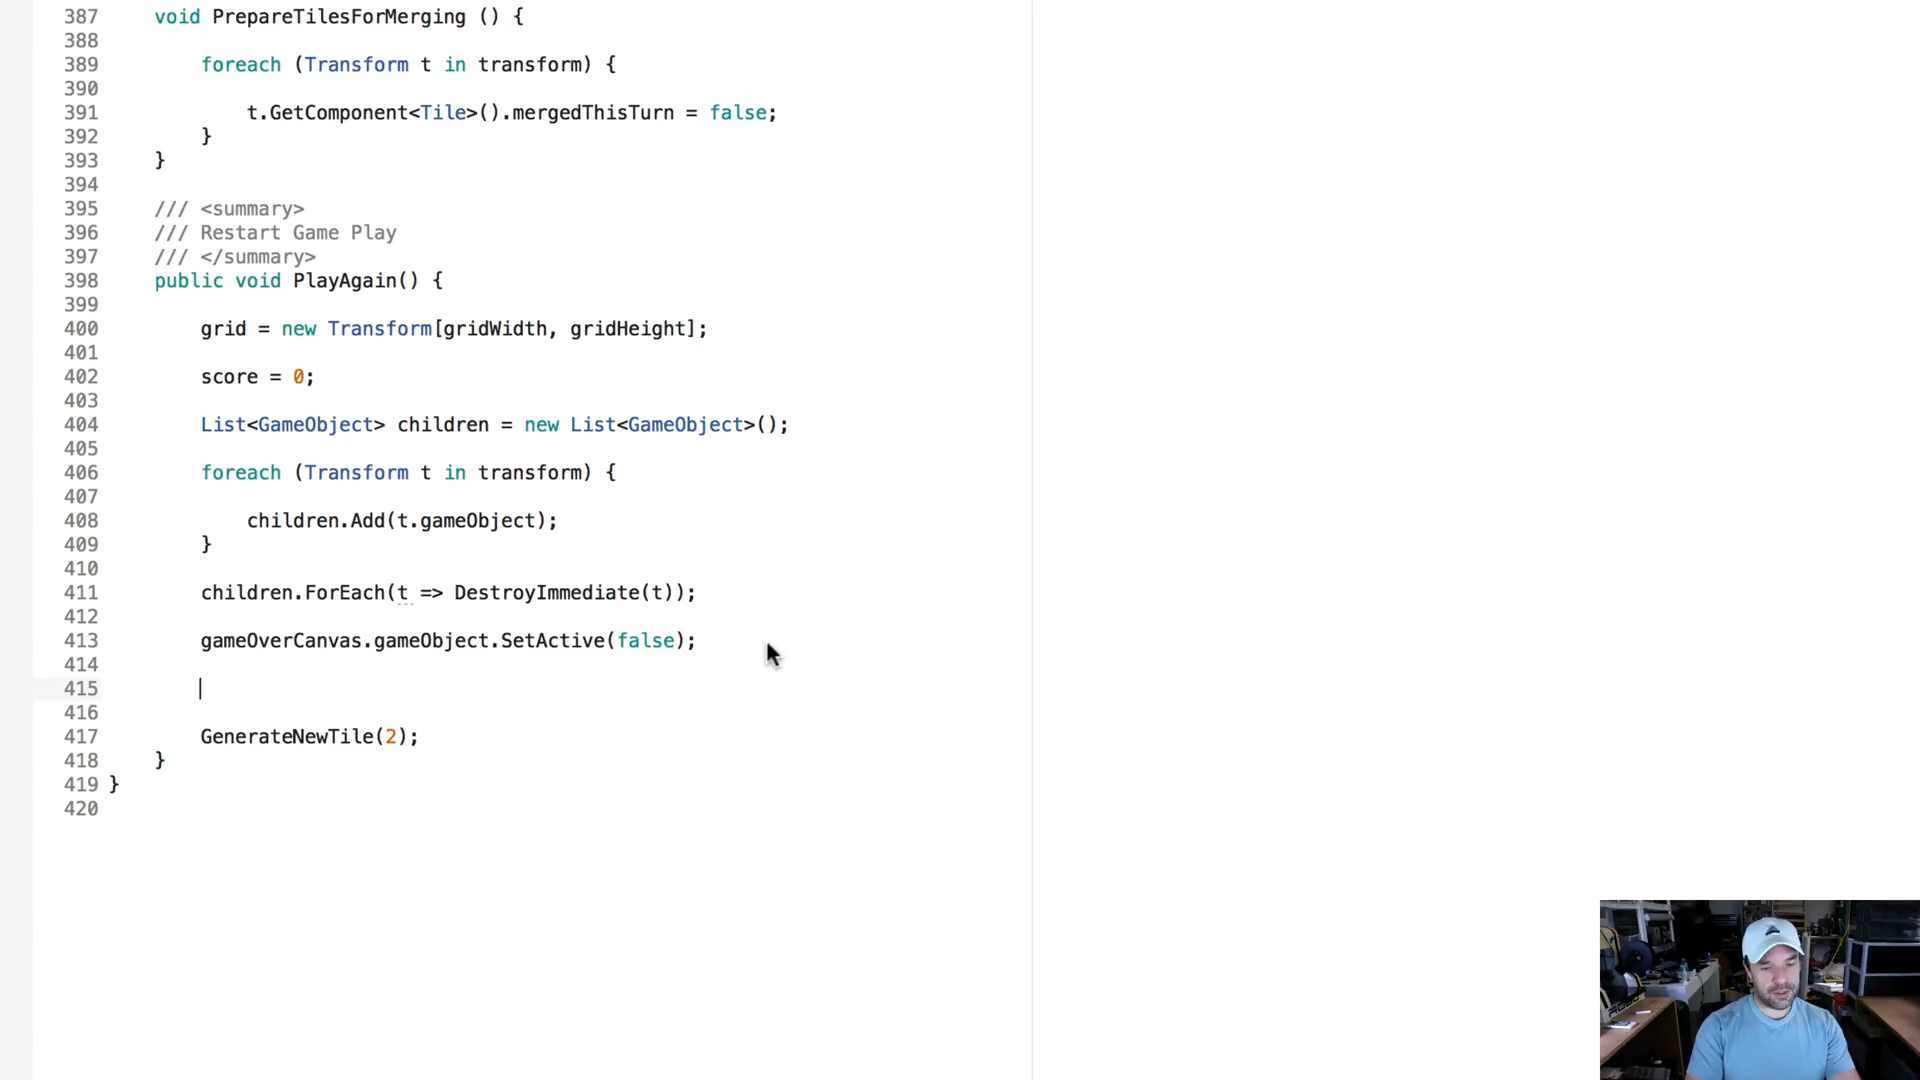 387 void PrepareTilesForMerging () {
388
389 foreach (Transform t in transform) {
390
391 t.GetComponent<Tile>().mergedThisTurn = false;
392 }
393 }
394
395 /// <summary>
396 /// Restart Game Play
397 /// </summary>
398 public void PlayAgain() {
399
400 grid = new Transform[gridWidth, gridHeight];
401
402 score = 0;
403
404 List<GameObject> children = new List<GameObject>();
405
406 foreach (Transform t in transform) {
407
408 children.Add(t.gameObject);
409 }
410
411 children.ForEach(t => DestroyImmediate(t));
412
413 gameOverCanvas.gameObject.SetActive(false);
414
415
416
417 GenerateNewTile(2);
418 }
419 }
420